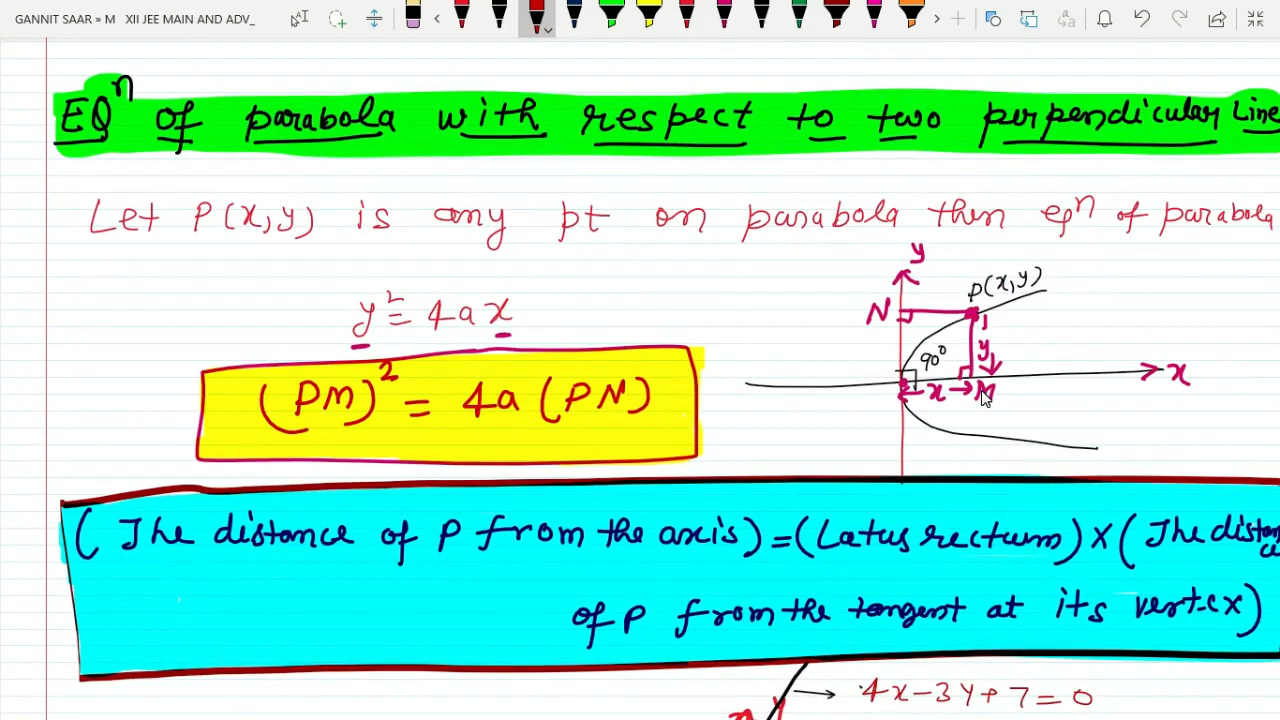 GANNIT SAAR » M XII JEE MAIN AND ADV_
EQⁿ of parabola with respect to two perpendicular Line
Let P(x,y) is any pt on parabola then eqⁿ of parabola
y² = 4ax
(PM)² = 4a (PN)
y
N
P(x,y)
90°
y
x
M
x
(The distance of P from the axis) = (Latus rectum) × (The distance
of P from the tangent at its vertex)
4x-3y+7=0